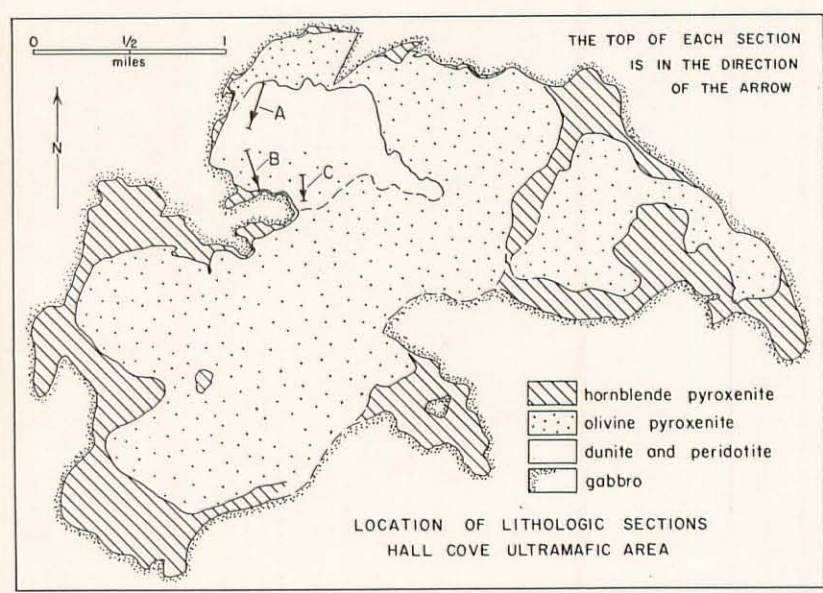 0 1/2 1
miles
THE TOP OF EACH SECTION
IS IN THE DIRECTION
OF THE ARROW
N
A
B
C
hornblende pyroxenite
olivine pyroxenite
dunite and peridotite
gabbro
LOCATION OF LITHOLOGIC SECTIONS
HALL COVE ULTRAMAFIC AREA